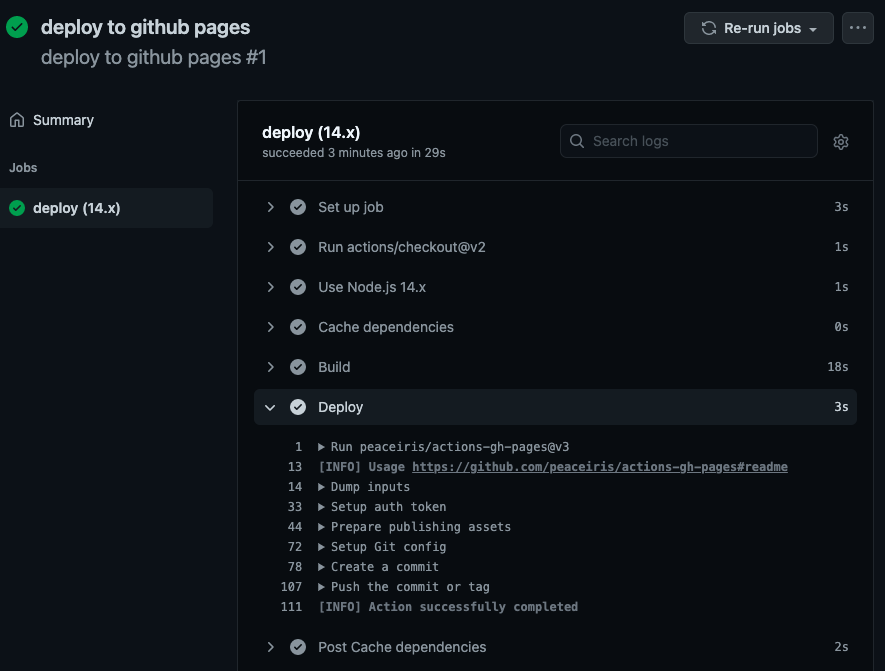 deploy to github pages
Re-run jobs
deploy to github pages #1
Summary
Jobs
deploy (14.x)
deploy (14.x)
succeeded 3 minutes ago in 29s
Search logs
Set up job 3s
Run actions/checkout@v2 1s
Use Node.js 14.x 1s
Cache dependencies 0s
Build 18s
Deploy 3s
1 Run peaceiris/actions-gh-pages@v3
13 [INFO] Usage https://github.com/peaceiris/actions-gh-pages#readme
14 Dump inputs
33 Setup auth token
44 Prepare publishing assets
72 Setup Git config
78 Create a commit
107 Push the commit or tag
111 [INFO] Action successfully completed
Post Cache dependencies 2s